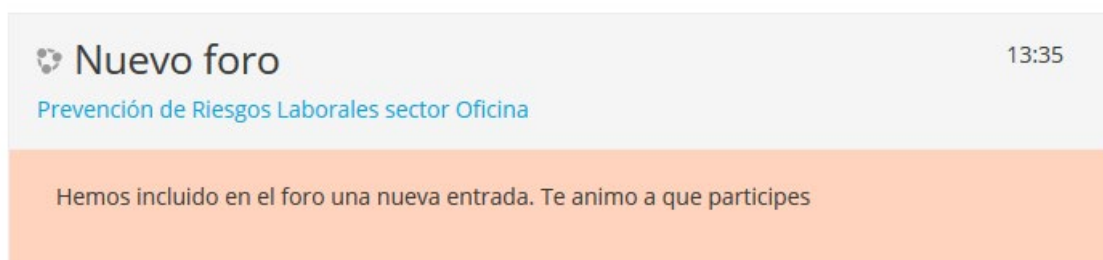 Nuevo foro
13:35
Prevención de Riesgos Laborales sector Oficina
Hemos incluido en el foro una nueva entrada. Te animo a que participes